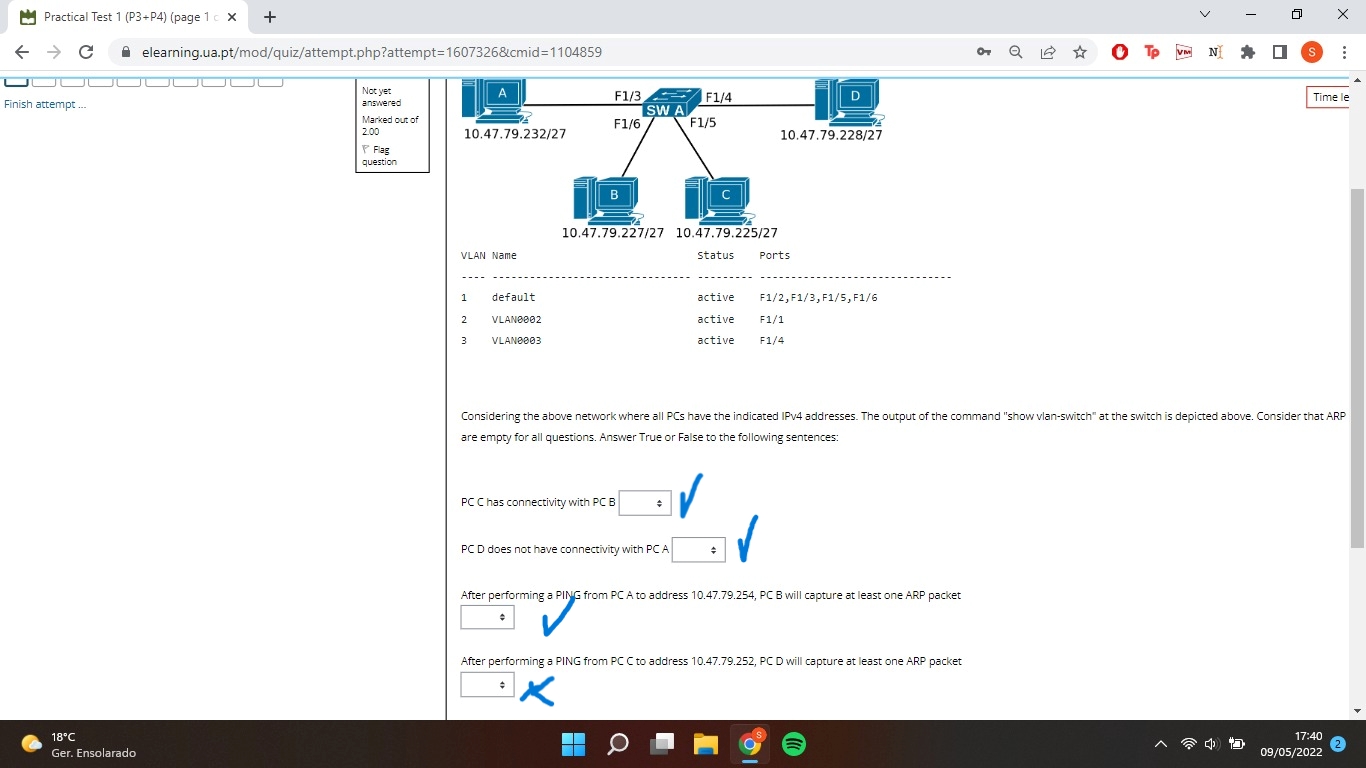 Practical Test 1 (P3+P4) (page 1 c
elearning.ua.pt/mod/quiz/attempt.php?attempt=1607326&cmid=1104859
Tp
VM
N
S
Finish attempt ...
Not yet
answered
Marked out of
2.00
Flag
question
Time le
A
F1/3
SW A
F1/4
D
10.47.79.232/27
F1/6
F1/5
10.47.79.228/27
B
C
10.47.79.227/27
10.47.79.225/27
VLAN Name Status Ports
---- ------------------------------- --------- -------------------------------
1 default active F1/2,F1/3,F1/5,F1/6
2 VLAN0002 active F1/1
3 VLAN0003 active F1/4
Considering the above network where all PCs have the indicated IPv4 addresses. The output of the command "show vlan-switch" at the switch is depicted above. Consider that ARP
are empty for all questions. Answer True or False to the following sentences:
PC C has connectivity with PC B
PC D does not have connectivity with PC A
After performing a PING from PC A to address 10.47.79.254, PC B will capture at least one ARP packet
After performing a PING from PC C to address 10.47.79.252, PC D will capture at least one ARP packet
18°C
Ger. Ensolarado
S
17:40
09/05/2022
2